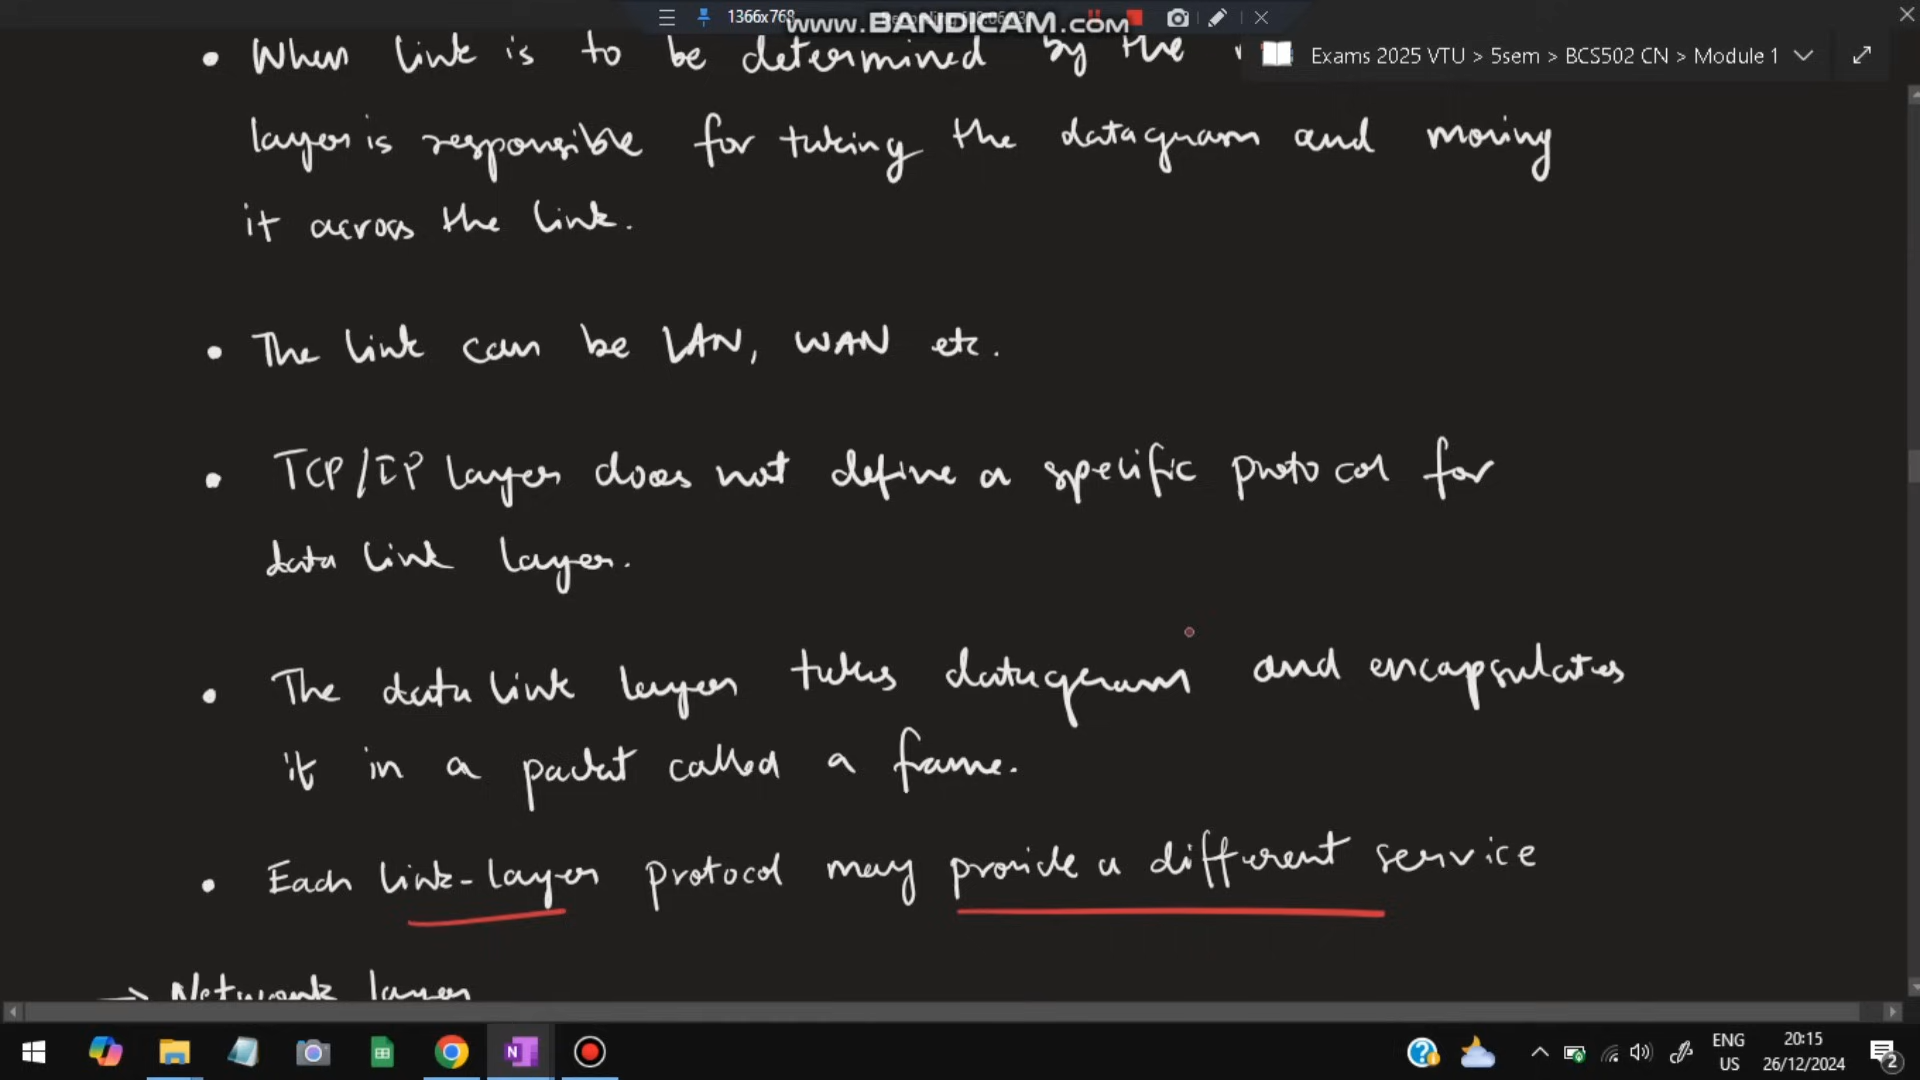 1366x768
www.BANDICAM.com
• When link is to be determined by the
Exams 2025 VTU > 5sem > BCS502 CN > Module 1
layer is responsible for taking the datagram and moving
it across the link.
• The link can be LAN, WAN etc.
• TCP/IP layer does not define a specific protocol for
data link layer.
• The data link layer takes datagram and encapsulates
it in a packet called a frame.
• Each link-layer protocol may provide a different service
→ Network layer
ENG
US
20:15
26/12/2024
2